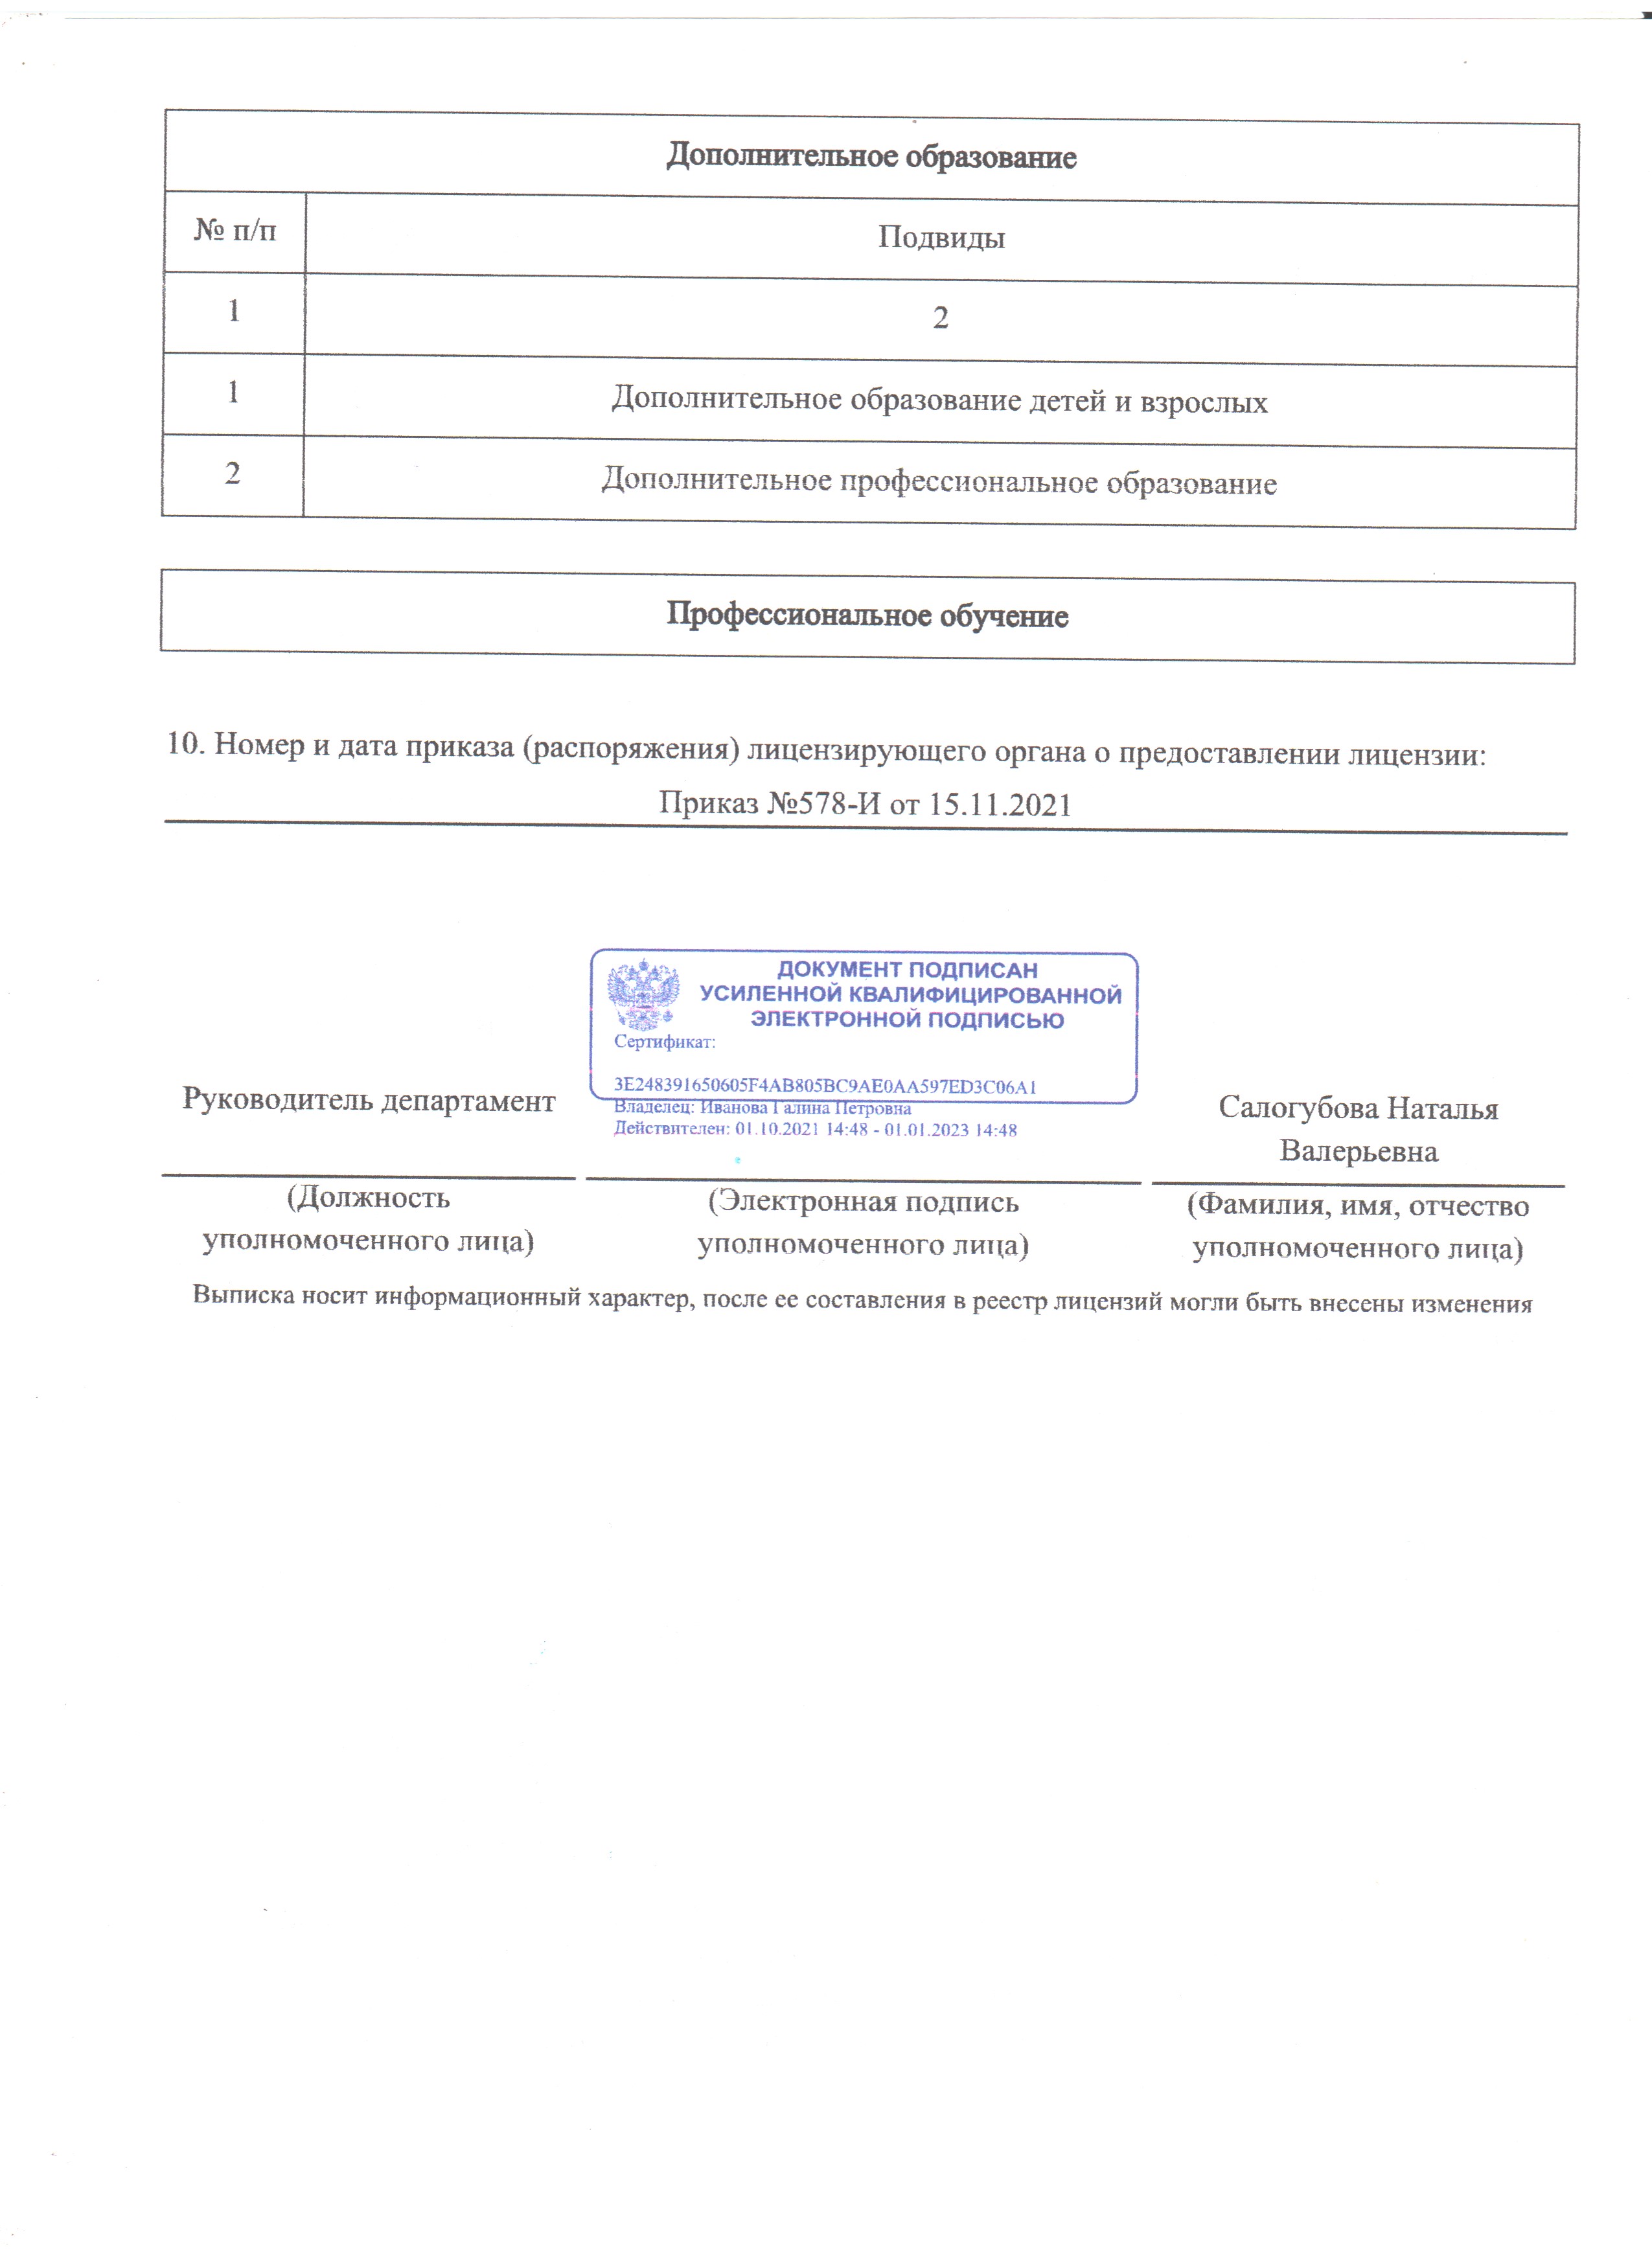 Дополнительное образование
№ п/п Подвиды
1 2
1 Дополнительное образование детей и взрослых
2 Дополнительное профессиональное образование
Профессиональное обучение
10. Номер и дата приказа (распоряжения) лицензирующего органа о предоставлении лицензии:
Приказ №578-И от 15.11.2021
ДОКУМЕНТ ПОДПИСАН
УСИЛЕННОЙ КВАЛИФИЦИРОВАННОЙ
ЭЛЕКТРОННОЙ ПОДПИСЬЮ
Сертификат:
3E248391650605F4AB805BC9AE0AA597ED3C06A1
Владелец: Иванова Галина Петровна
Действителен: 01.10.2021 14:48 - 01.01.2023 14:48
Руководитель департамент
Салогубова Наталья
Валерьевна
(Должность
уполномоченного лица)
(Электронная подпись
уполномоченного лица)
(Фамилия, имя, отчество
уполномоченного лица)
Выписка носит информационный характер, после ее составления в реестр лицензий могли быть внесены изменения